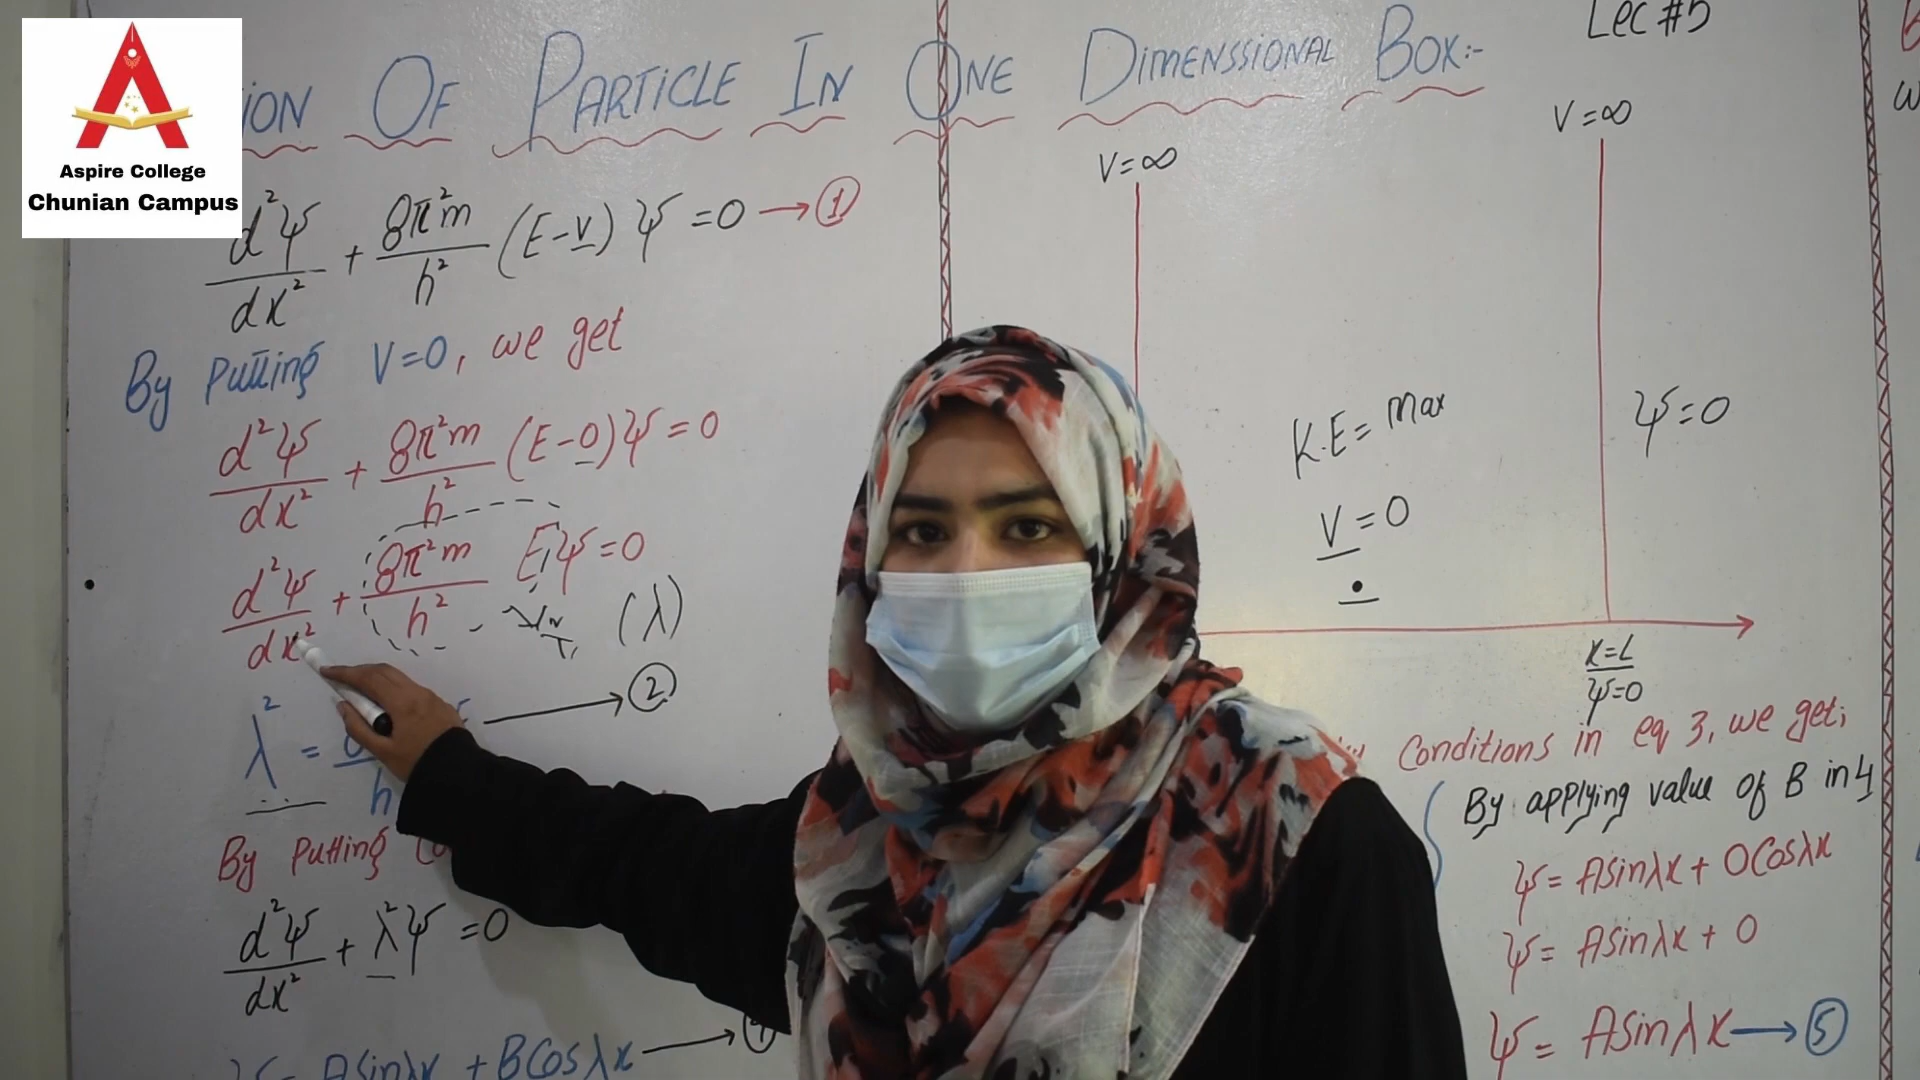 Aspire College
Chunian Campus
Lec #5
ION OF PARTICLE IN ONE DIMENSSIONAL BOX:-
d²ψ/dx² + 8π²m/h² (E-V) ψ = 0 → ①
By Putting V=0, we get
d²ψ/dx² + 8π²m/h² (E-0)ψ = 0
d²ψ/dx² + 8π²m/h² Eψ = 0
(λ)
λ² = → ②
h
By Putting
d²ψ/dx² + λ²ψ = 0
ψ = Asinλx + BCosλx →
V=∞
V=∞
K.E = max
V=0
ψ=0
x=L
ψ=0
Conditions in eq 3, we get;
By applying value of B in 4
ψ = Asinλx + 0Cosλx
ψ = Asinλx + 0
ψ = Asinλx → ⑤